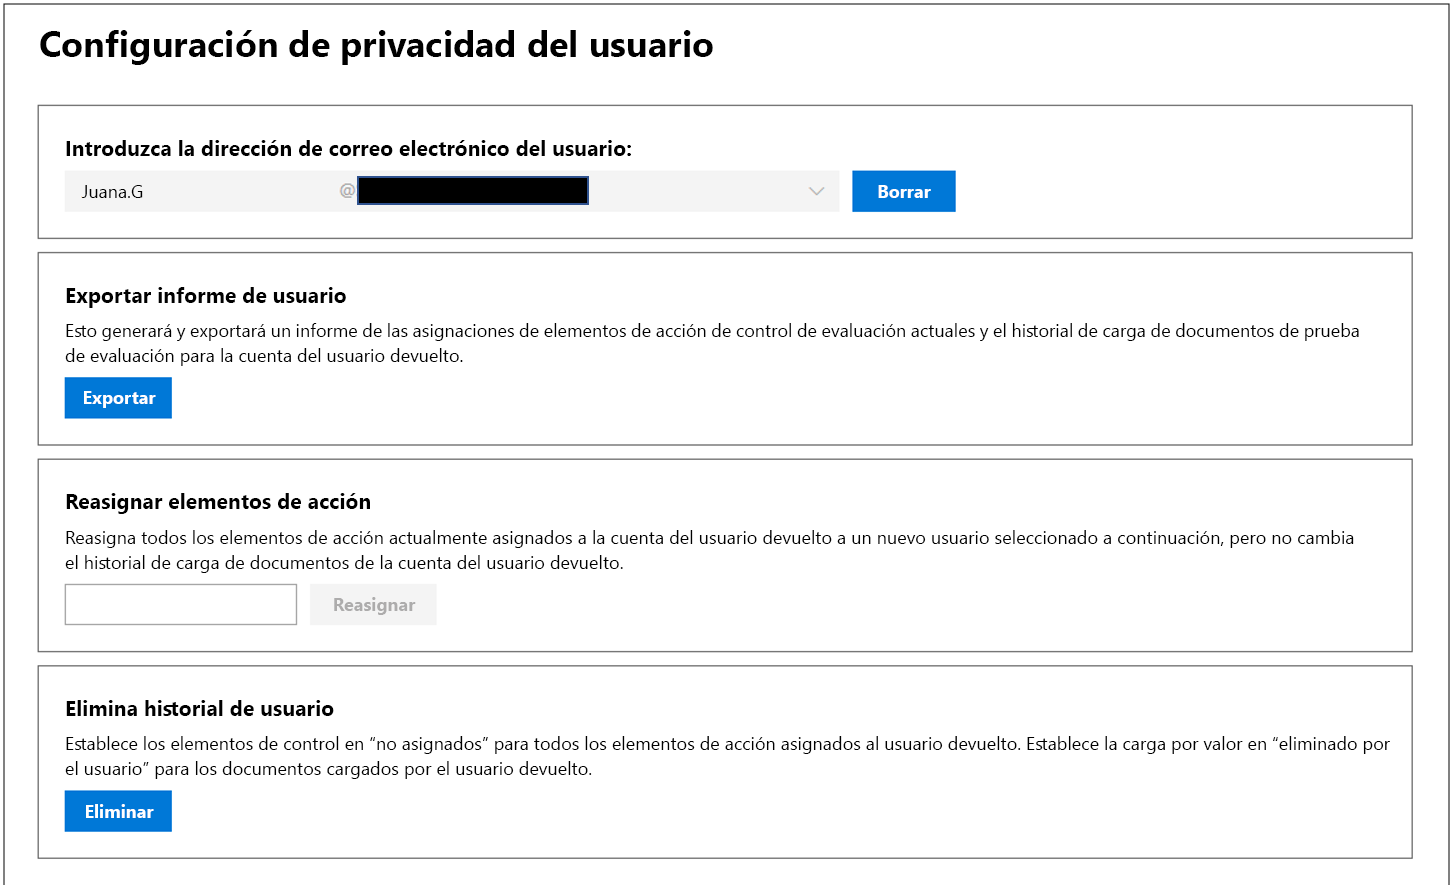 Configuración de privacidad del usuario
Introduzca la dirección de correo electrónico del usuario:
Juana.G @
Borrar
Exportar informe de usuario
Esto generará y exportará un informe de las asignaciones de elementos de acción de control de evaluación actuales y el historial de carga de documentos de prueba
de evaluación para la cuenta del usuario devuelto.
Exportar
Reasignar elementos de acción
Reasigna todos los elementos de acción actualmente asignados a la cuenta del usuario devuelto a un nuevo usuario seleccionado a continuación, pero no cambia
el historial de carga de documentos de la cuenta del usuario devuelto.
Reasignar
Elimina historial de usuario
Establece los elementos de control en “no asignados” para todos los elementos de acción asignados al usuario devuelto. Establece la carga por valor en “eliminado por
el usuario” para los documentos cargados por el usuario devuelto.
Eliminar